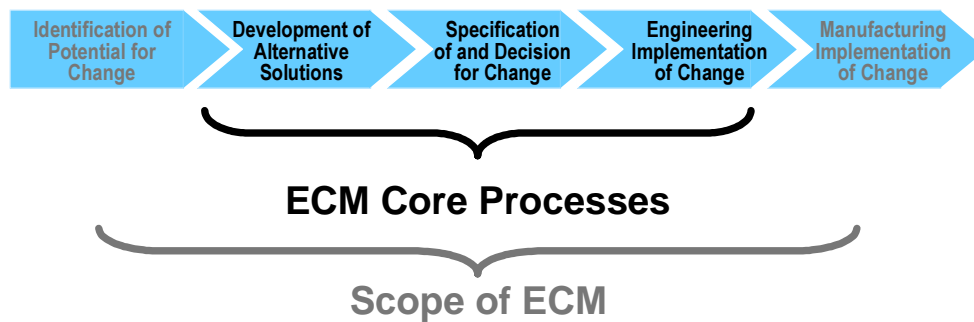 Identification of
Potential for
Change
Development of
Alternative
Solutions
Specification
of and Decision
for Change
Engineering
Implementation
of Change
Manufacturing
Implementation
of Change
ECM Core Processes
Scope of ECM